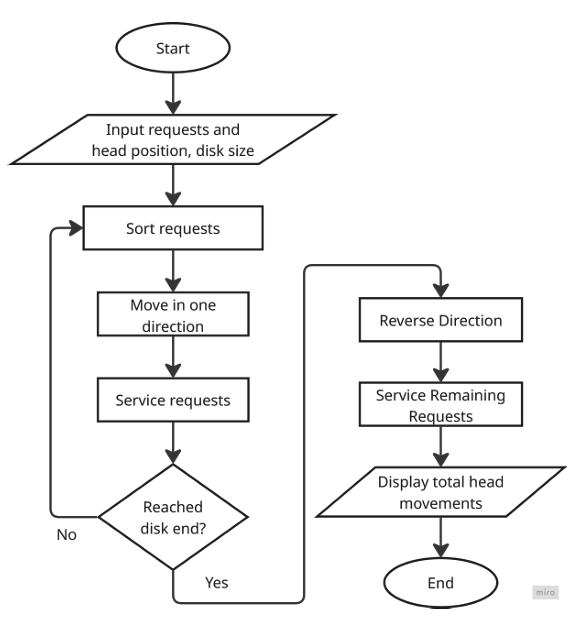 Start
Input requests and
head position, disk size
Sort requests
Move in one
direction
Service requests
Reached
disk end?
No
Yes
Reverse Direction
Service Remaining
Requests
Display total head
movements
End
miro